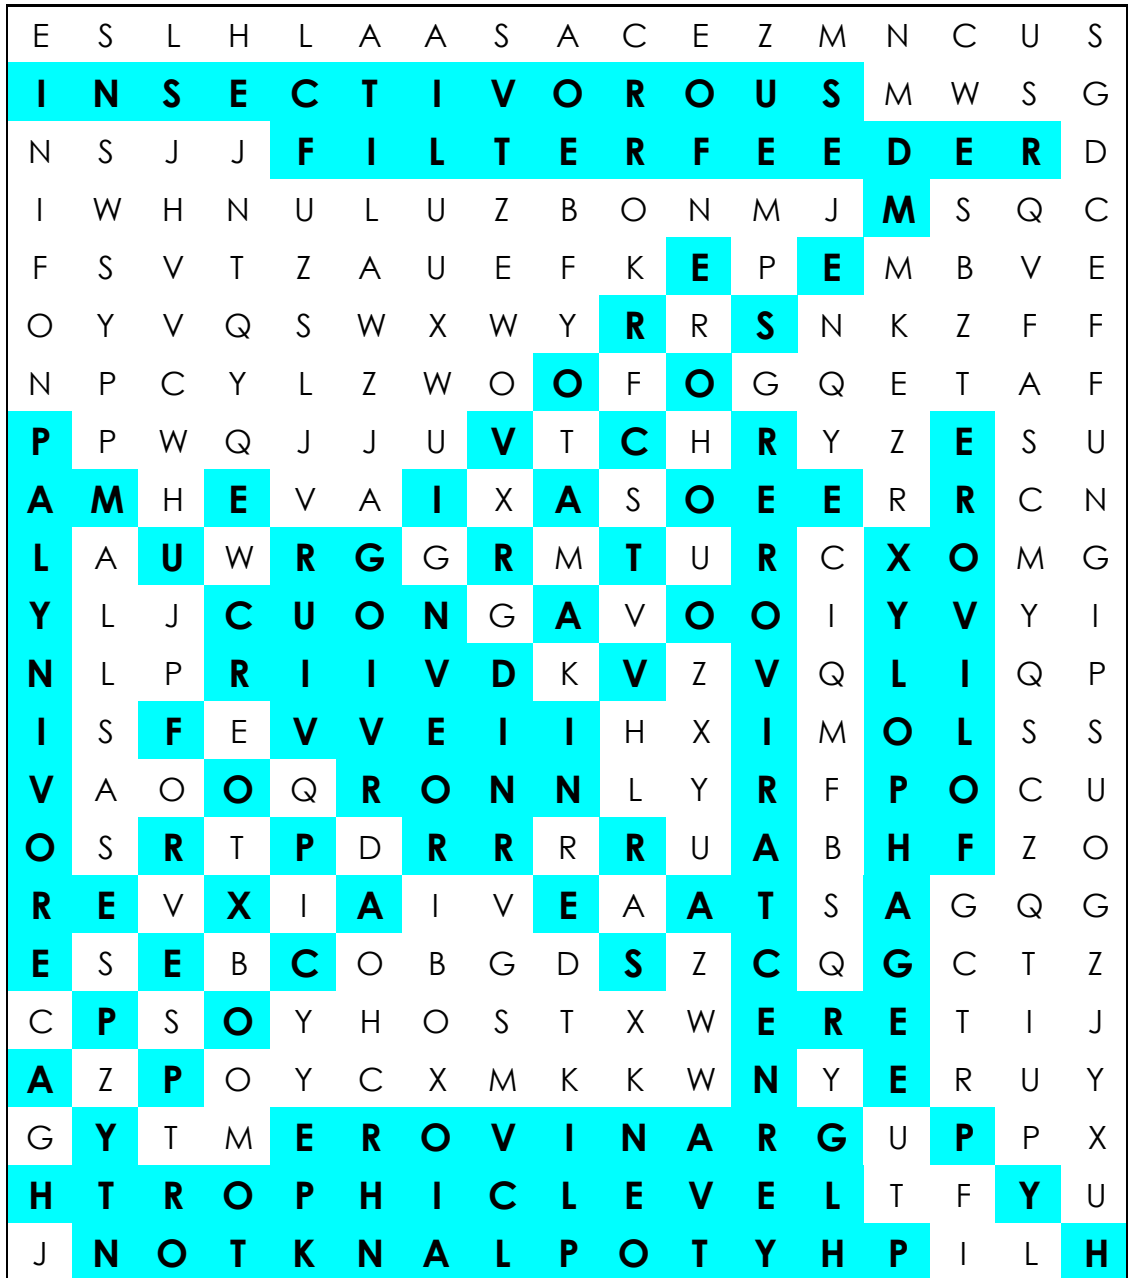 E S L H L A A S A C E Z M N C U S
I N S E C T I V O R O U S M W S G
N S J J F I L T E R F E E D E R D
I W H N U L U Z B O N M J M S Q C
F S V T Z A U E F K E P E M B V E
O Y V Q S W X W Y R R S N K Z F F
N P C Y L Z W O O F O G Q E T A F
P P W Q J J U V T C H R Y Z E S U
A M H E V A I X A S O E E R R C N
L A U W R G G R M T U R C X O M G
Y L J C U O N G A V O O I Y V Y I
N L P R I I V D K V Z V Q L I Q P
I S F E V V E I I H X I M O L S S
V A O O Q R O N N L Y R F P O C U
O S R T P D R R R R U A B H F Z O
R E V X I A I V E A A T S A G Q G
E S E B C O B G D S Z C Q G C T Z
C P S O Y H O S T X W E R E T I J
A Z P O Y C X M K K W N Y E R U Y
G Y T M E R O V I N A R G U P P X
H T R O P H I C L E V E L T F Y U
J N O T K N A L P O T Y H P I L H